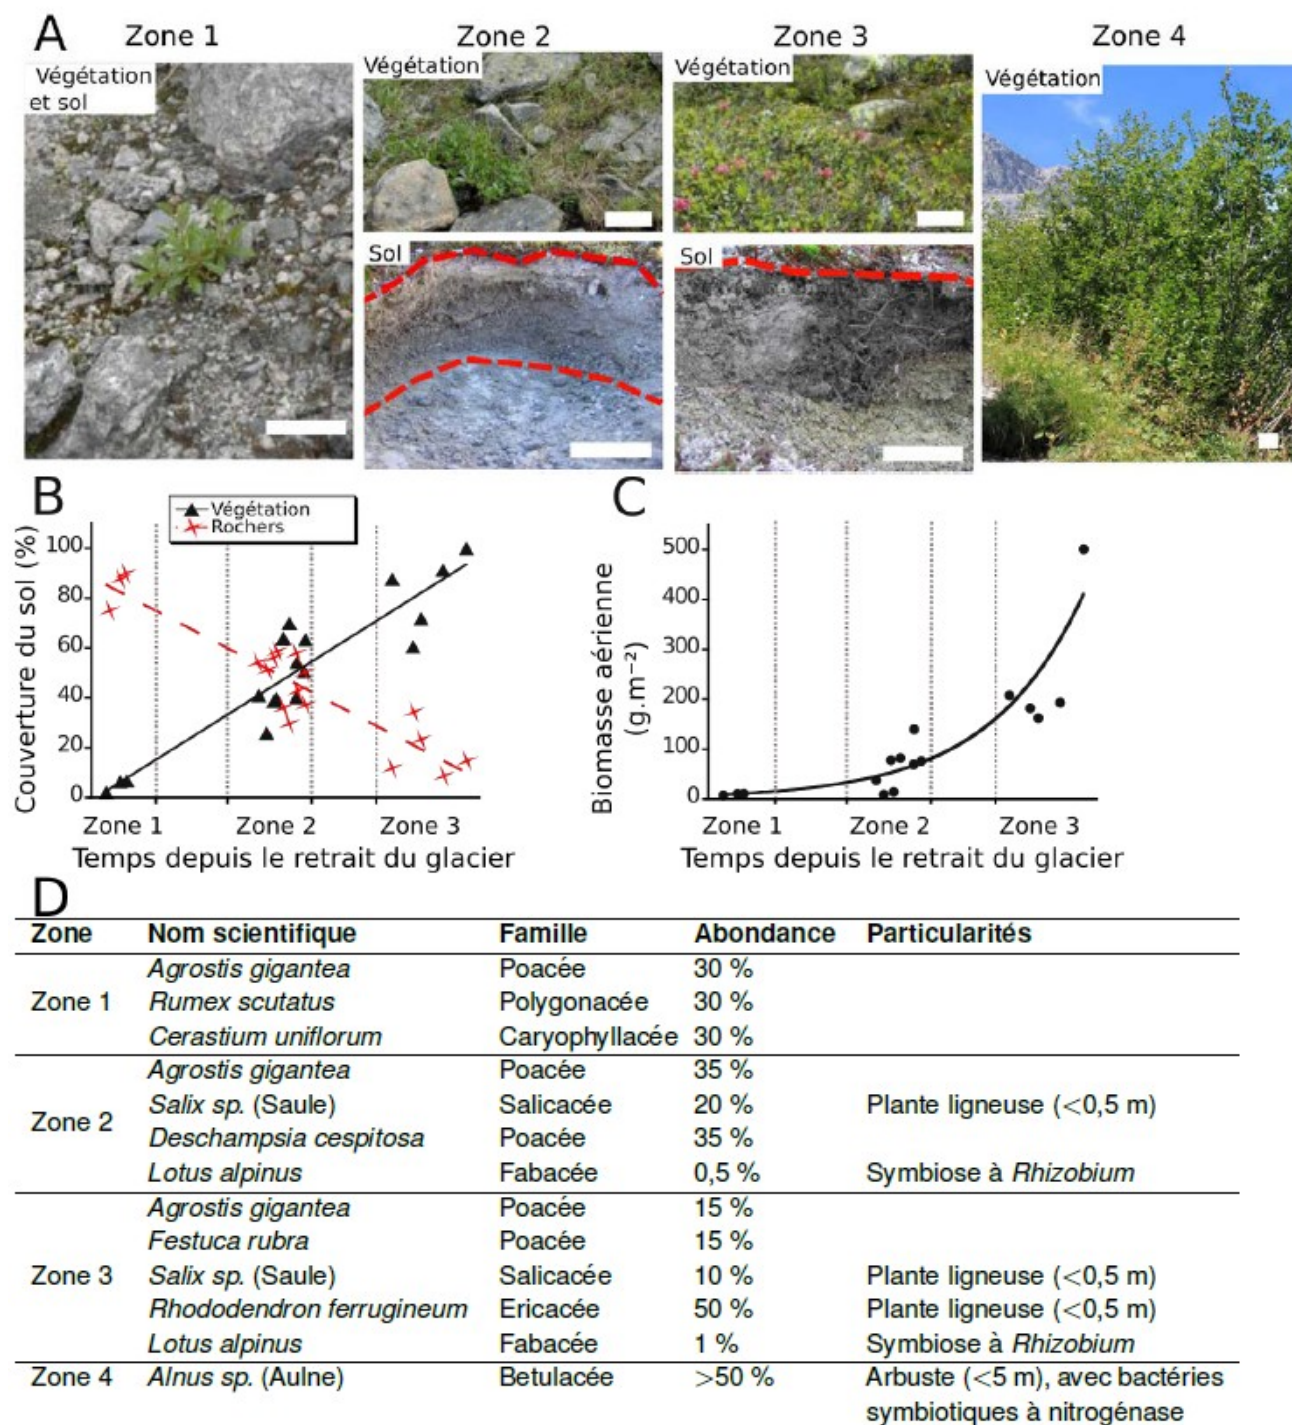 A
Zone 1
Zone 2
Zone 3
Zone 4
Végétation
et sol
Végétation
Végétation
Végétation
Sol
Sol
B
Végétation
Rochers
Couverture du sol (%)
100
80
60
40
20
0
Zone 1
Zone 2
Zone 3
Temps depuis le retrait du glacier
C
Biomasse aérienne
(g.m⁻²)
500
400
300
200
100
0
Zone 1
Zone 2
Zone 3
Temps depuis le retrait du glacier
D
Zone Nom scientifique Famille Abondance Particularités
Agrostis gigantea Poacée 30 %
Zone 1 Rumex scutatus Polygonacée 30 %
Cerastium uniflorum Caryophyllacée 30 %
Agrostis gigantea Poacée 35 %
Salix sp. (Saule) Salicacée 20 % Plante ligneuse (<0,5 m)
Zone 2
Deschampsia cespitosa Poacée 35 %
Lotus alpinus Fabacée 0,5 % Symbiose à Rhizobium
Agrostis gigantea Poacée 15 %
Festuca rubra Poacée 15 %
Zone 3 Salix sp. (Saule) Salicacée 10 % Plante ligneuse (<0,5 m)
Rhododendron ferrugineum Ericacée 50 % Plante ligneuse (<0,5 m)
Lotus alpinus Fabacée 1 % Symbiose à Rhizobium
Zone 4 Alnus sp. (Aulne) Betulacée >50 % Arbuste (<5 m), avec bactéries
symbiotiques à nitrogénase